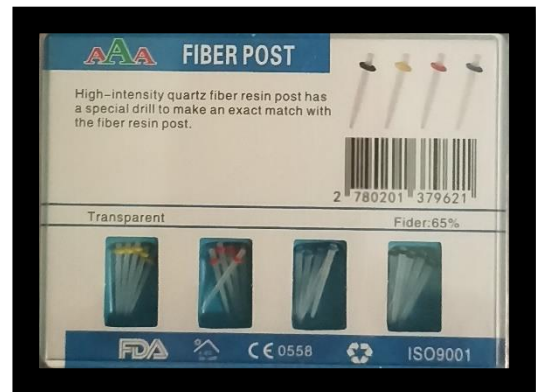 AAA FIBER POST
High-intensity quartz fiber resin post has
a special drill to make an exact match with
the fiber resin post.
2 780201 379621
Transparent
Fider:65%
FDA CE 0558 ISO9001